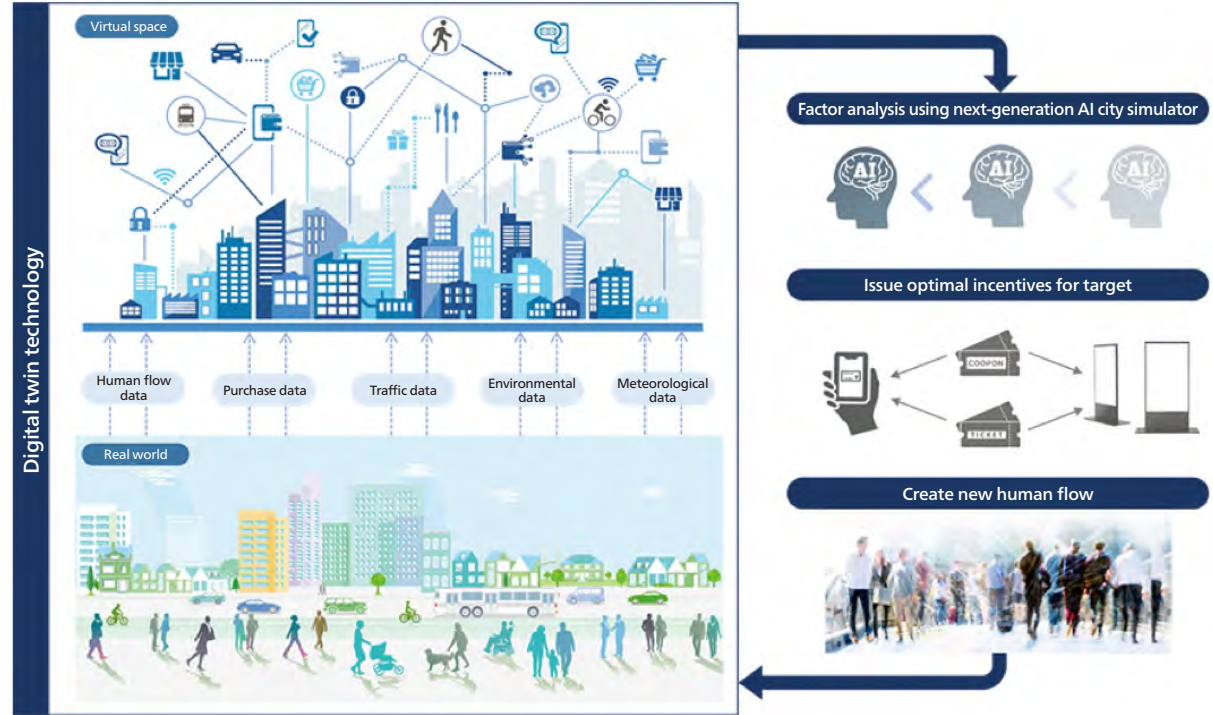 Digital twin technology
Virtual space
Human flow
data
Purchase data
Traffic data
Environmental
data
Meteorological
data
Real world
Factor analysis using next-generation AI city simulator
AI
AI
AI
Issue optimal incentives for target
COUPON
TICKET
Create new human flow